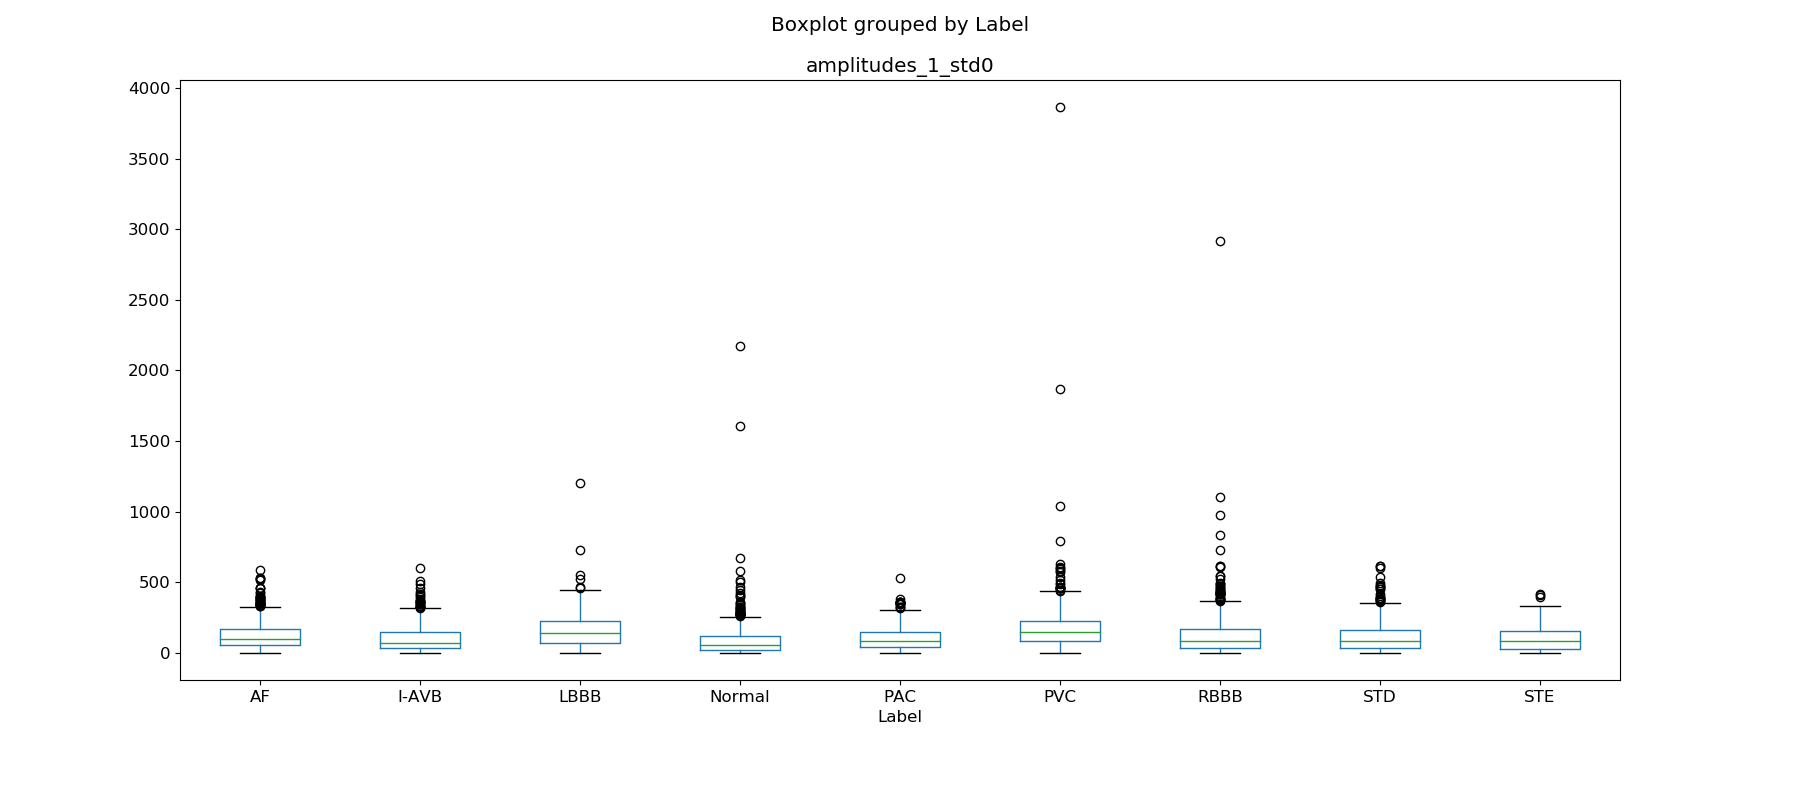 Boxplot grouped by Label
amplitudes_1_std0
4000
3500
3000
2500
2000
1500
1000
500
0
AF I-AVB LBBB Normal PAC PVC RBBB STD STE
Label